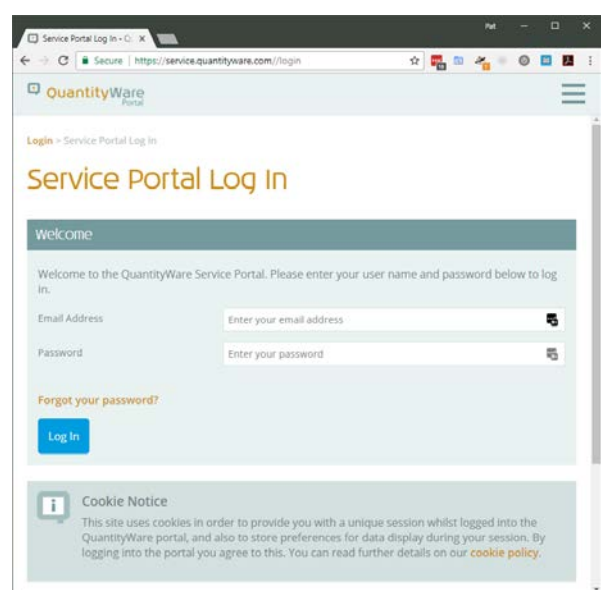 Pat
Service Portal Log In - Q
Secure | https://service.quantityware.com//login
QuantityWare
Portal
Login > Service Portal Log In
Service Portal Log In
Welcome
Welcome to the QuantityWare Service Portal. Please enter your user name and password below to log
in.
Email Address
Enter your email address
Password
Enter your password
Forgot your password?
Log In
Cookie Notice
This site uses cookies in order to provide you with a unique session whilst logged into the
QuantityWare portal, and also to store preferences for data display during your session. By
logging into the portal you agree to this. You can read further details on our cookie policy.